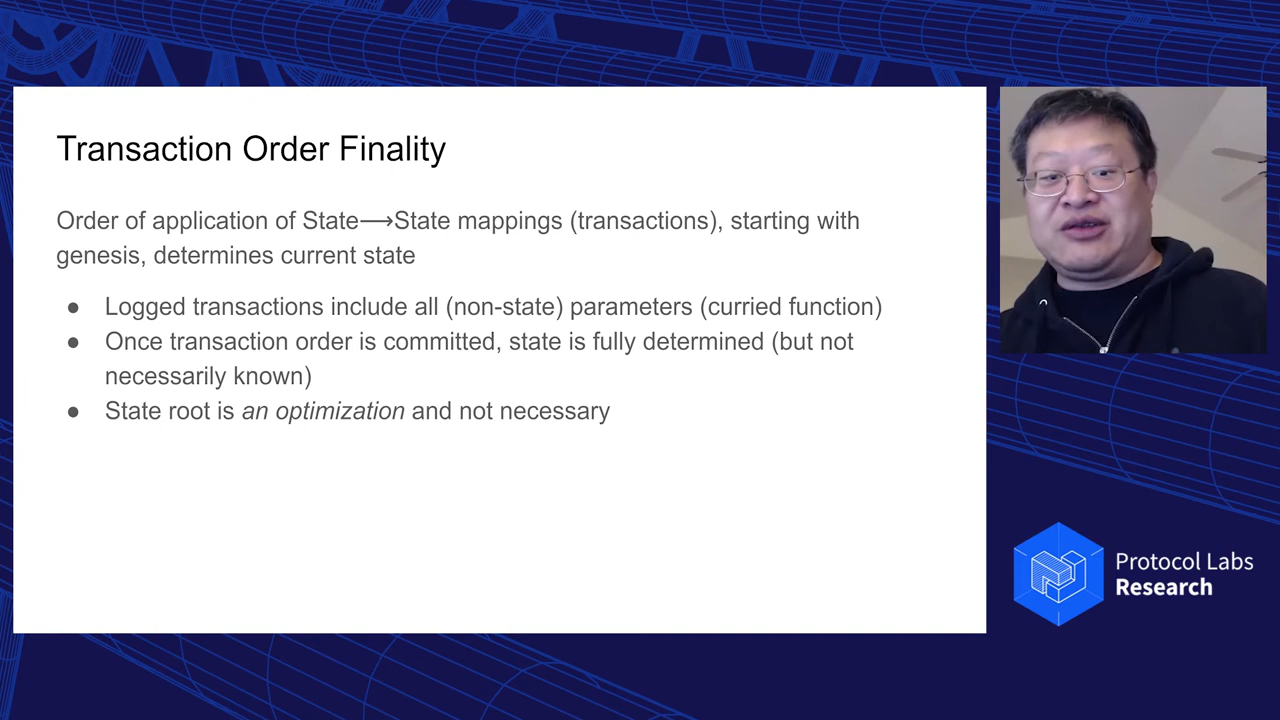 Transaction Order Finality
Order of application of State⟶State mappings (transactions), starting with
genesis, determines current state
● Logged transactions include all (non-state) parameters (curried function)
● Once transaction order is committed, state is fully determined (but not
necessarily known)
● State root is an optimization and not necessary
Protocol Labs
Research